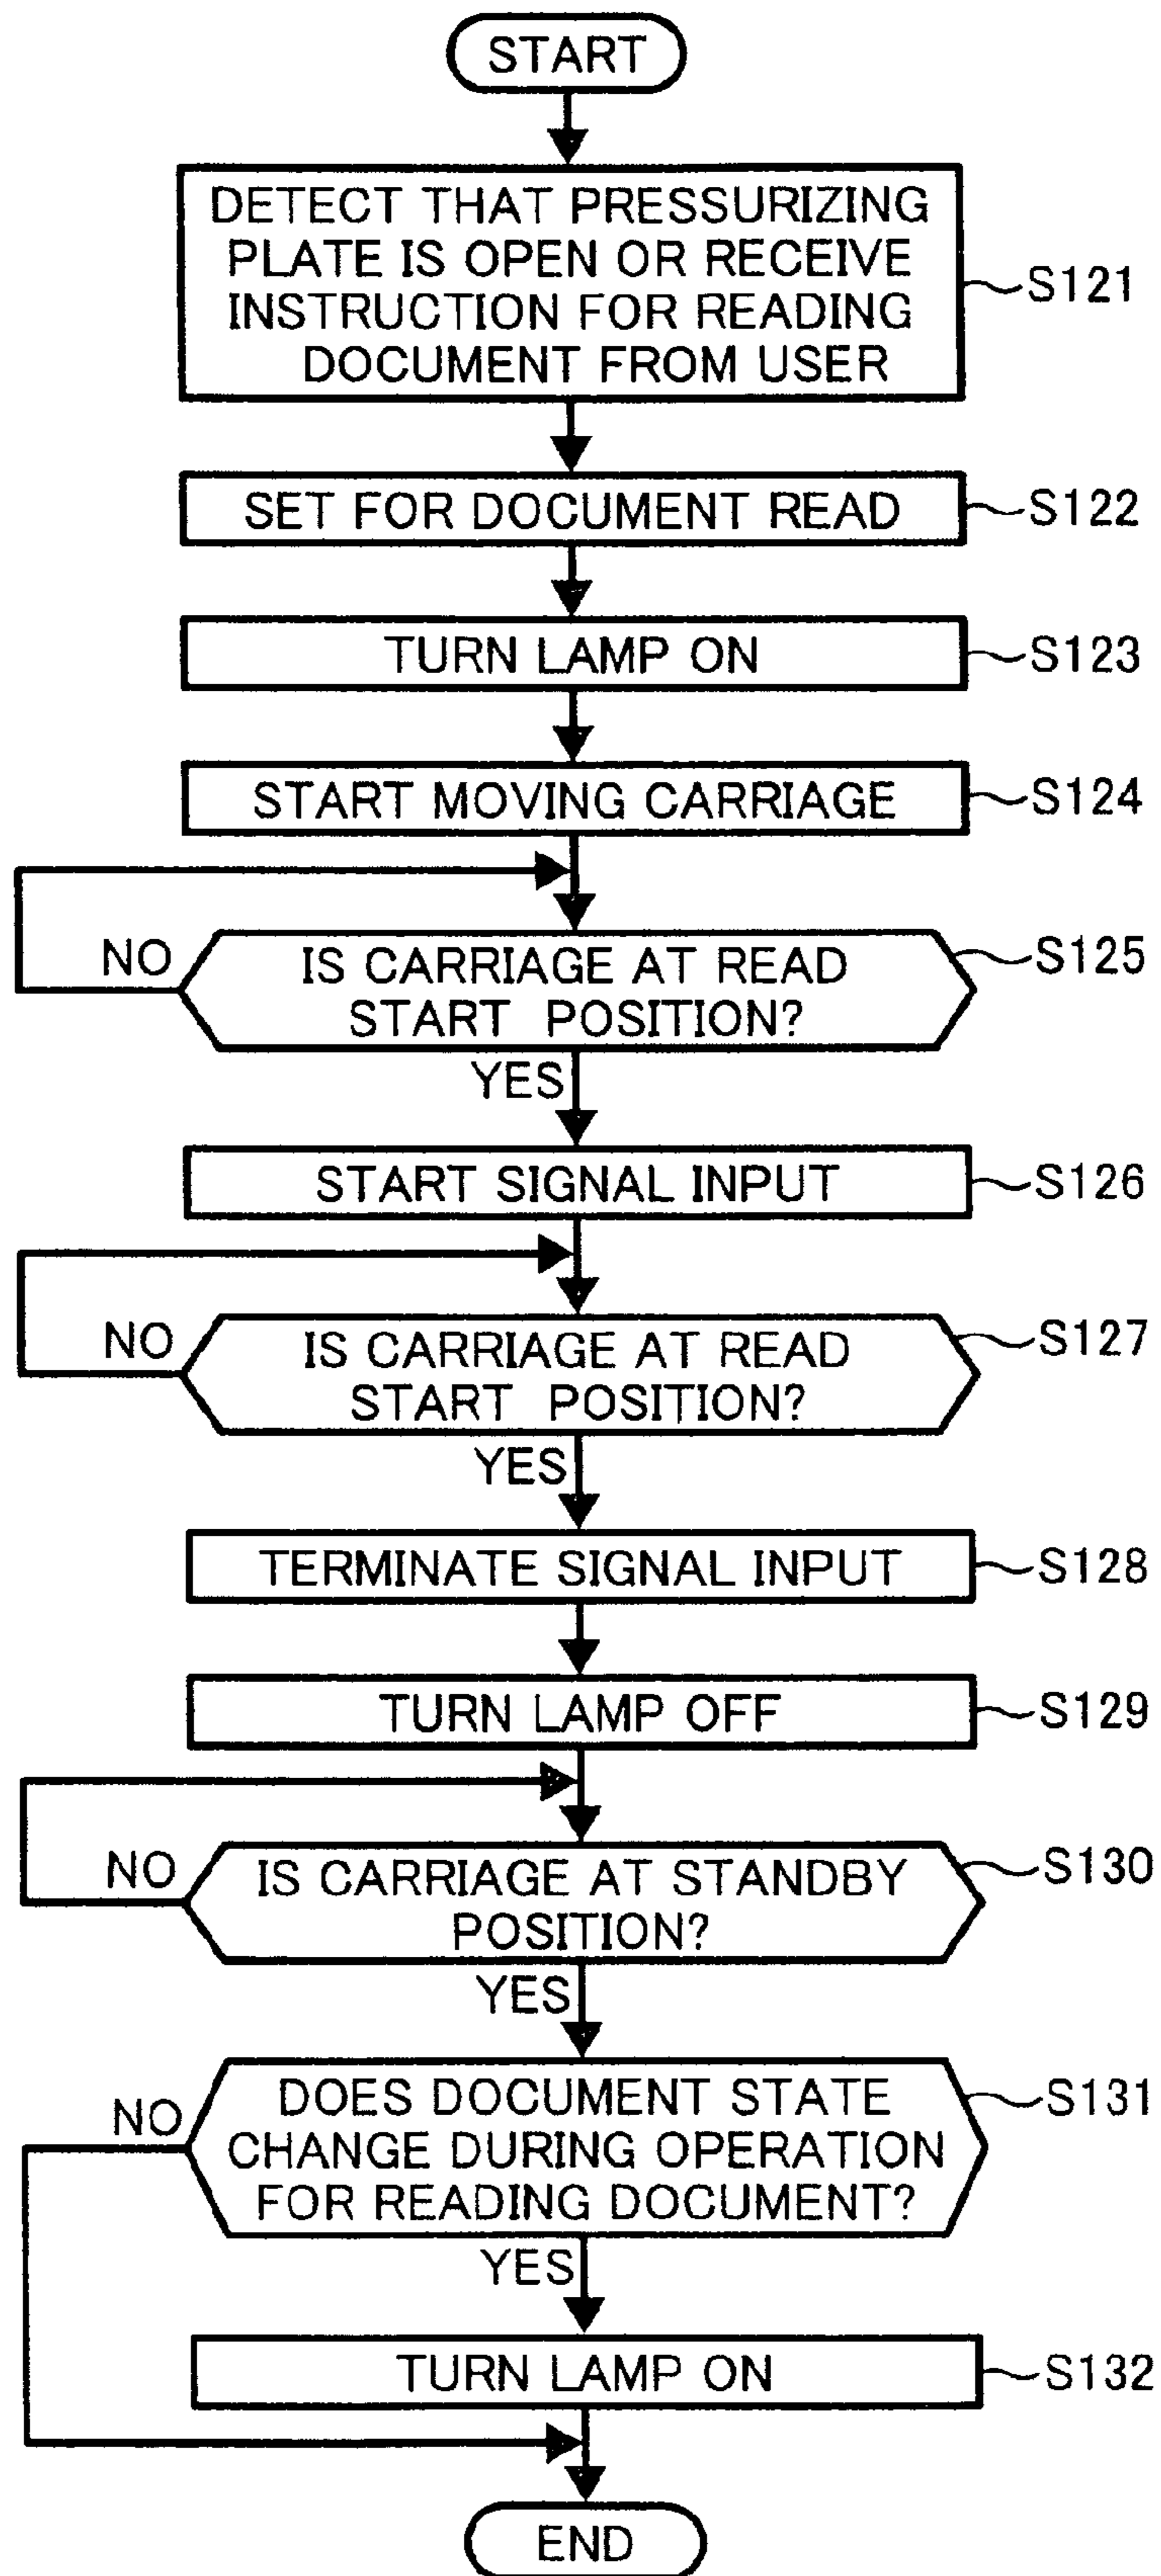 START
DETECT THAT PRESSURIZING
PLATE IS OPEN OR RECEIVE
INSTRUCTION FOR READING
DOCUMENT FROM USER
S121
SET FOR DOCUMENT READ
S122
TURN LAMP ON
S123
START MOVING CARRIAGE
S124
NO
IS CARRIAGE AT READ
START POSITION?
S125
YES
START SIGNAL INPUT
S126
NO
IS CARRIAGE AT READ
START POSITION?
S127
YES
TERMINATE SIGNAL INPUT
S128
TURN LAMP OFF
S129
NO
IS CARRIAGE AT STANDBY
POSITION?
S130
YES
NO
DOES DOCUMENT STATE
CHANGE DURING OPERATION
FOR READING DOCUMENT?
S131
YES
TURN LAMP ON
S132
END